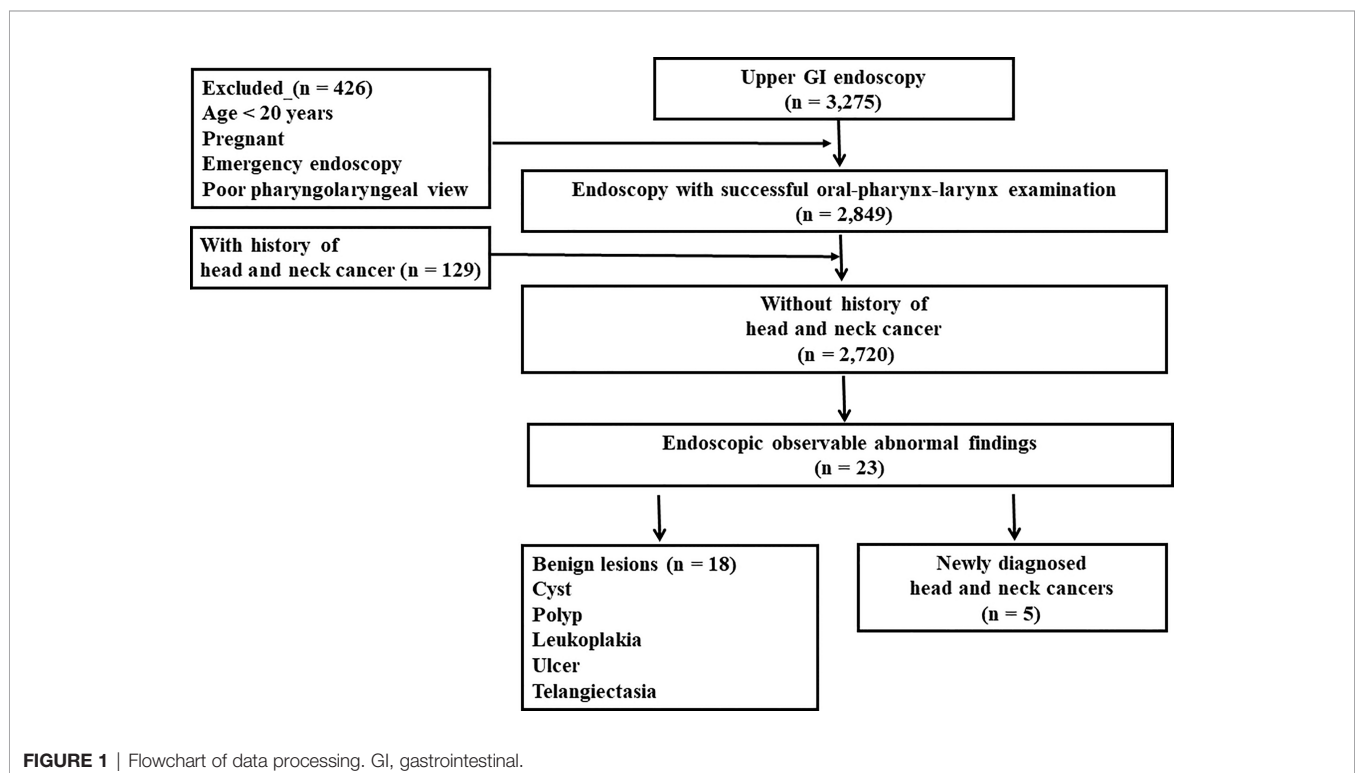 Excluded_(n = 426)
Age < 20 years
Pregnant
Emergency endoscopy
Poor pharyngolaryngeal view
Upper GI endoscopy
(n = 3,275)
Endoscopy with successful oral-pharynx-larynx examination
(n = 2,849)
With history of
head and neck cancer (n = 129)
Without history of
head and neck cancer
(n = 2,720)
Endoscopic observable abnormal findings
(n = 23)
Benign lesions (n = 18)
Cyst
Polyp
Leukoplakia
Ulcer
Telangiectasia
Newly diagnosed
head and neck cancers
(n = 5)
FIGURE 1 | Flowchart of data processing. GI, gastrointestinal.